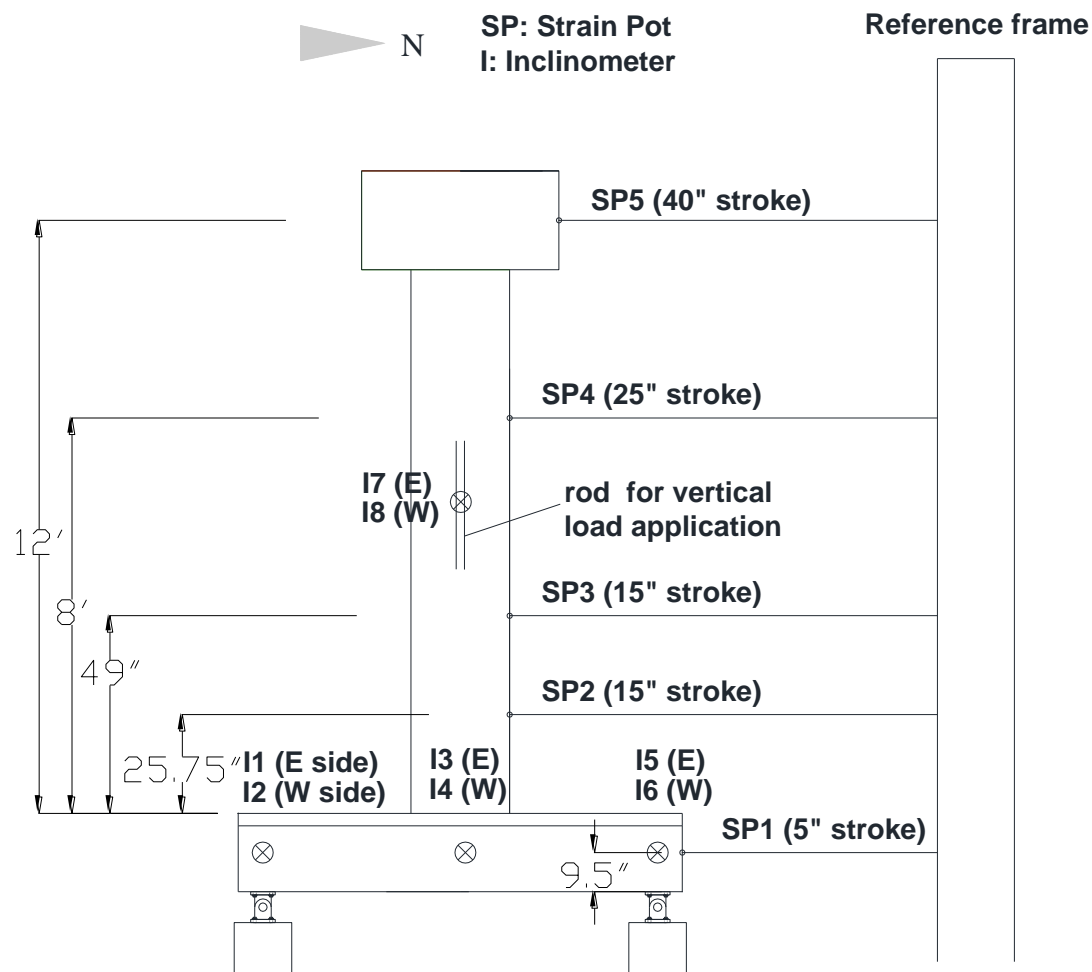 SP: Strain Pot
Reference frame
N
I: Inclinometer
SP5 (40" stroke)
SP4 (25" stroke)
I7 (E)
I8 (W)
rod for vertical
load application
12'
SP3 (15" stroke)
8'
49"
SP2 (15" stroke)
25.75"
I1 (E side)
I2 (W side)
I3 (E)
I4 (W)
I5 (E)
I6 (W)
SP1 (5" stroke)
9.5"